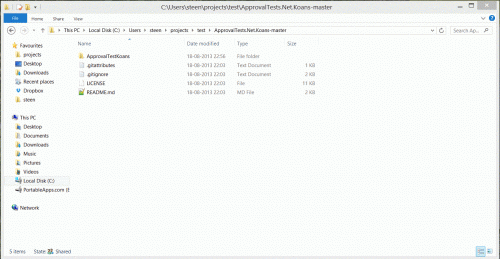 C:\Users\steen\projects\test\ApprovalTests.Net.Koans-master
File Home Share View
This PC Local Disk (C:) Users steen projects test ApprovalTests.Net.Koans-master Search Ap...
Name Date modified Type Size
Favourites
projects
Desktop
Downloads
Recent places
Dropbox
steen
ApprovalTestKoans 18-08-2013 22:56 File folder
.gitattributes 18-08-2013 22:03 Text Document 1 KB
.gitignore 18-08-2013 22:03 Text Document 2 KB
LICENSE 18-08-2013 22:03 File 11 KB
README.md 18-08-2013 22:03 MD File 2 KB
This PC
Desktop
Documents
Downloads
Music
Pictures
Videos
Local Disk (C:)
PortableApps.com
Network
5 items State: Shared